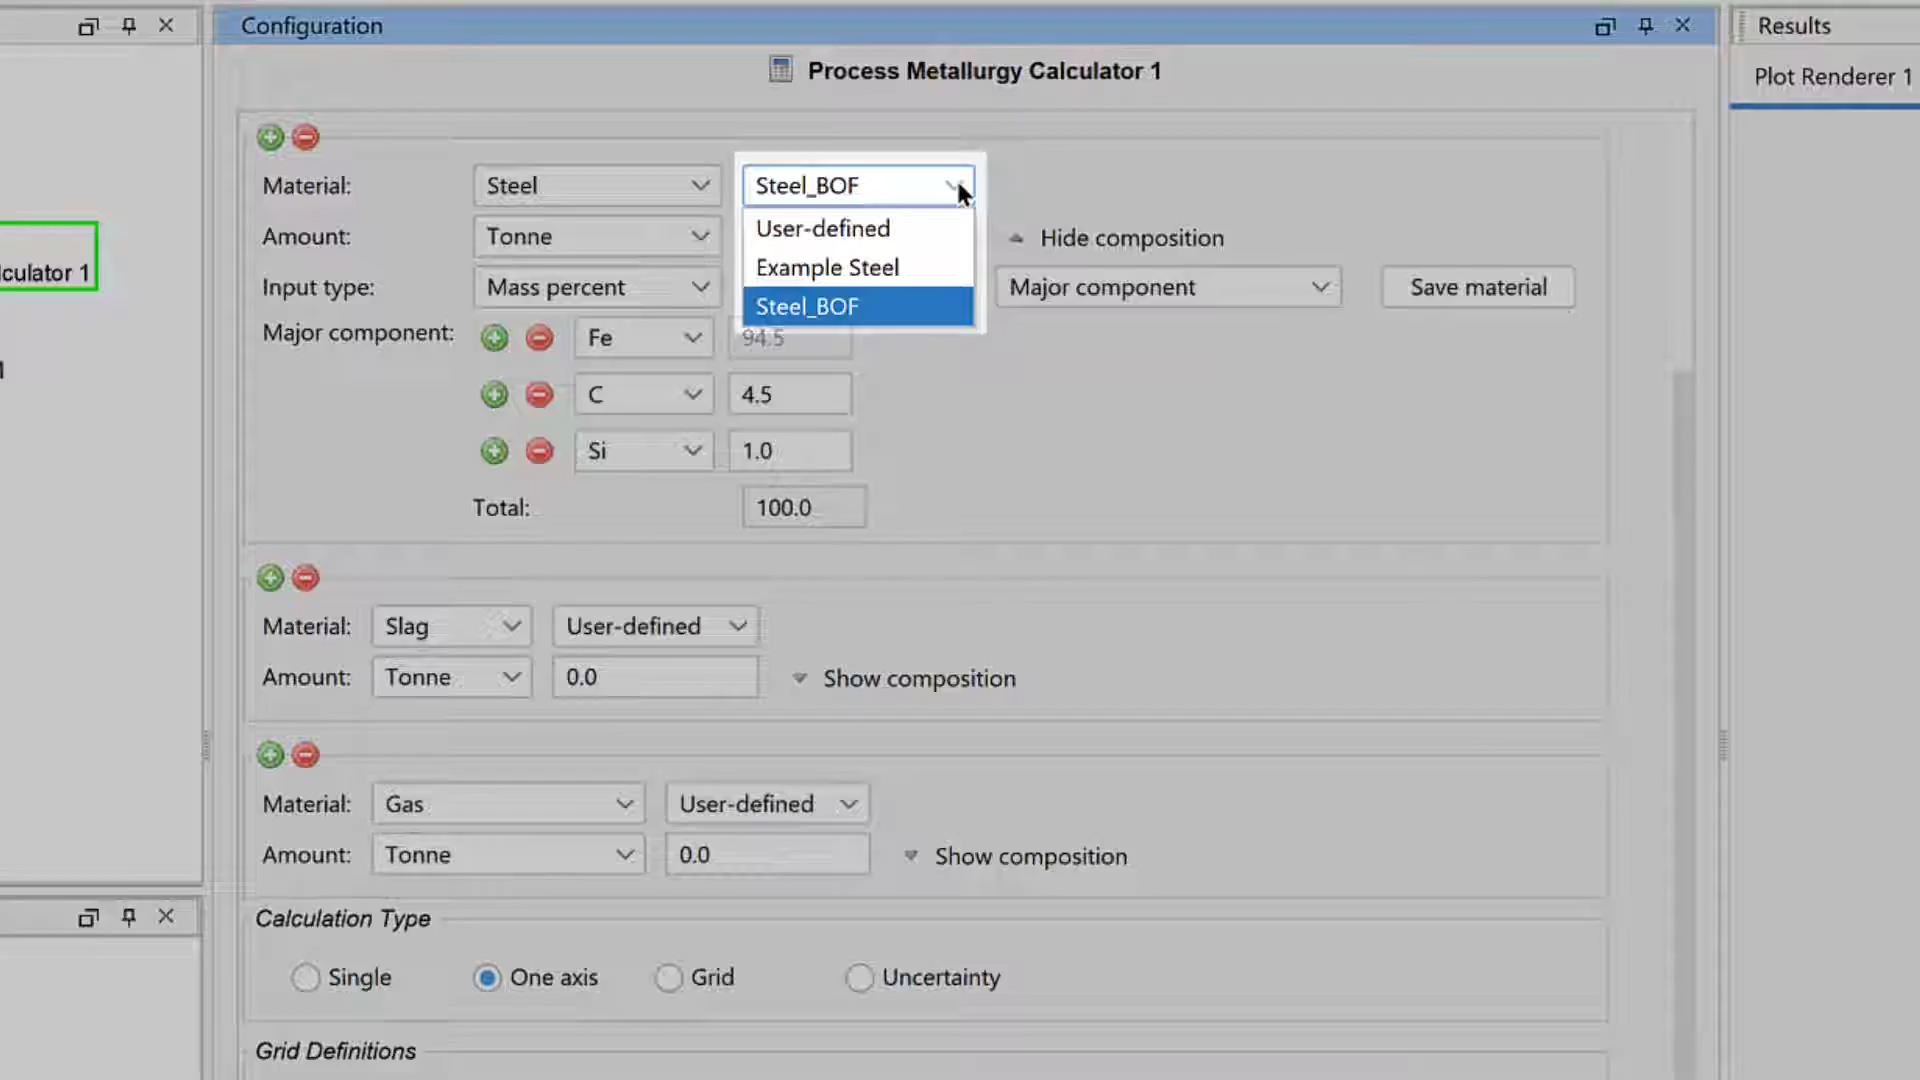 Configuration
Results
Process Metallurgy Calculator 1
Plot Renderer 1
Material:
Steel
Steel_BOF
User-defined
Example Steel
Steel_BOF
Amount:
Tonne
Hide composition
lculator 1
Input type:
Mass percent
Major component
Save material
Major component:
Fe
94.5
C
4.5
Si
1.0
Total:
100.0
Material:
Slag
User-defined
Amount:
Tonne
0.0
Show composition
Material:
Gas
User-defined
Amount:
Tonne
0.0
Show composition
Calculation Type
Single
One axis
Grid
Uncertainty
Grid Definitions